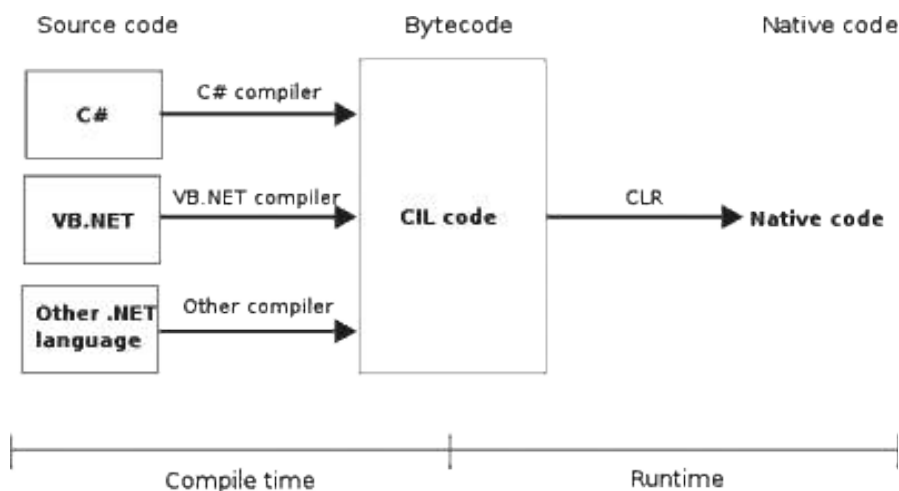 Source code
Bytecode
Native code
C# compiler
C#
VB.NET compiler
VB.NET
CIL code
CLR
Native code
Other compiler
Other .NET
language
Compile time
Runtime